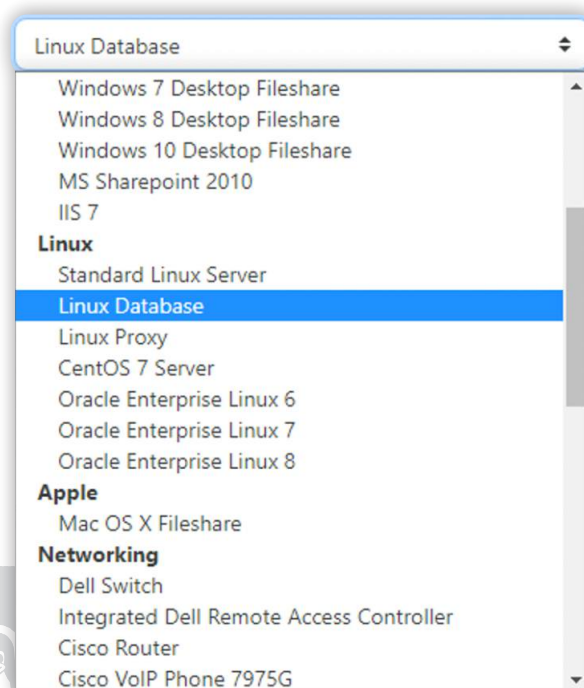 Linux Database
Windows 7 Desktop Fileshare
Windows 8 Desktop Fileshare
Windows 10 Desktop Fileshare
MS Sharepoint 2010
IIS 7
Linux
Standard Linux Server
Linux Database
Linux Proxy
CentOS 7 Server
Oracle Enterprise Linux 6
Oracle Enterprise Linux 7
Oracle Enterprise Linux 8
Apple
Mac OS X Fileshare
Networking
Dell Switch
Integrated Dell Remote Access Controller
Cisco Router
Cisco VoIP Phone 7975G